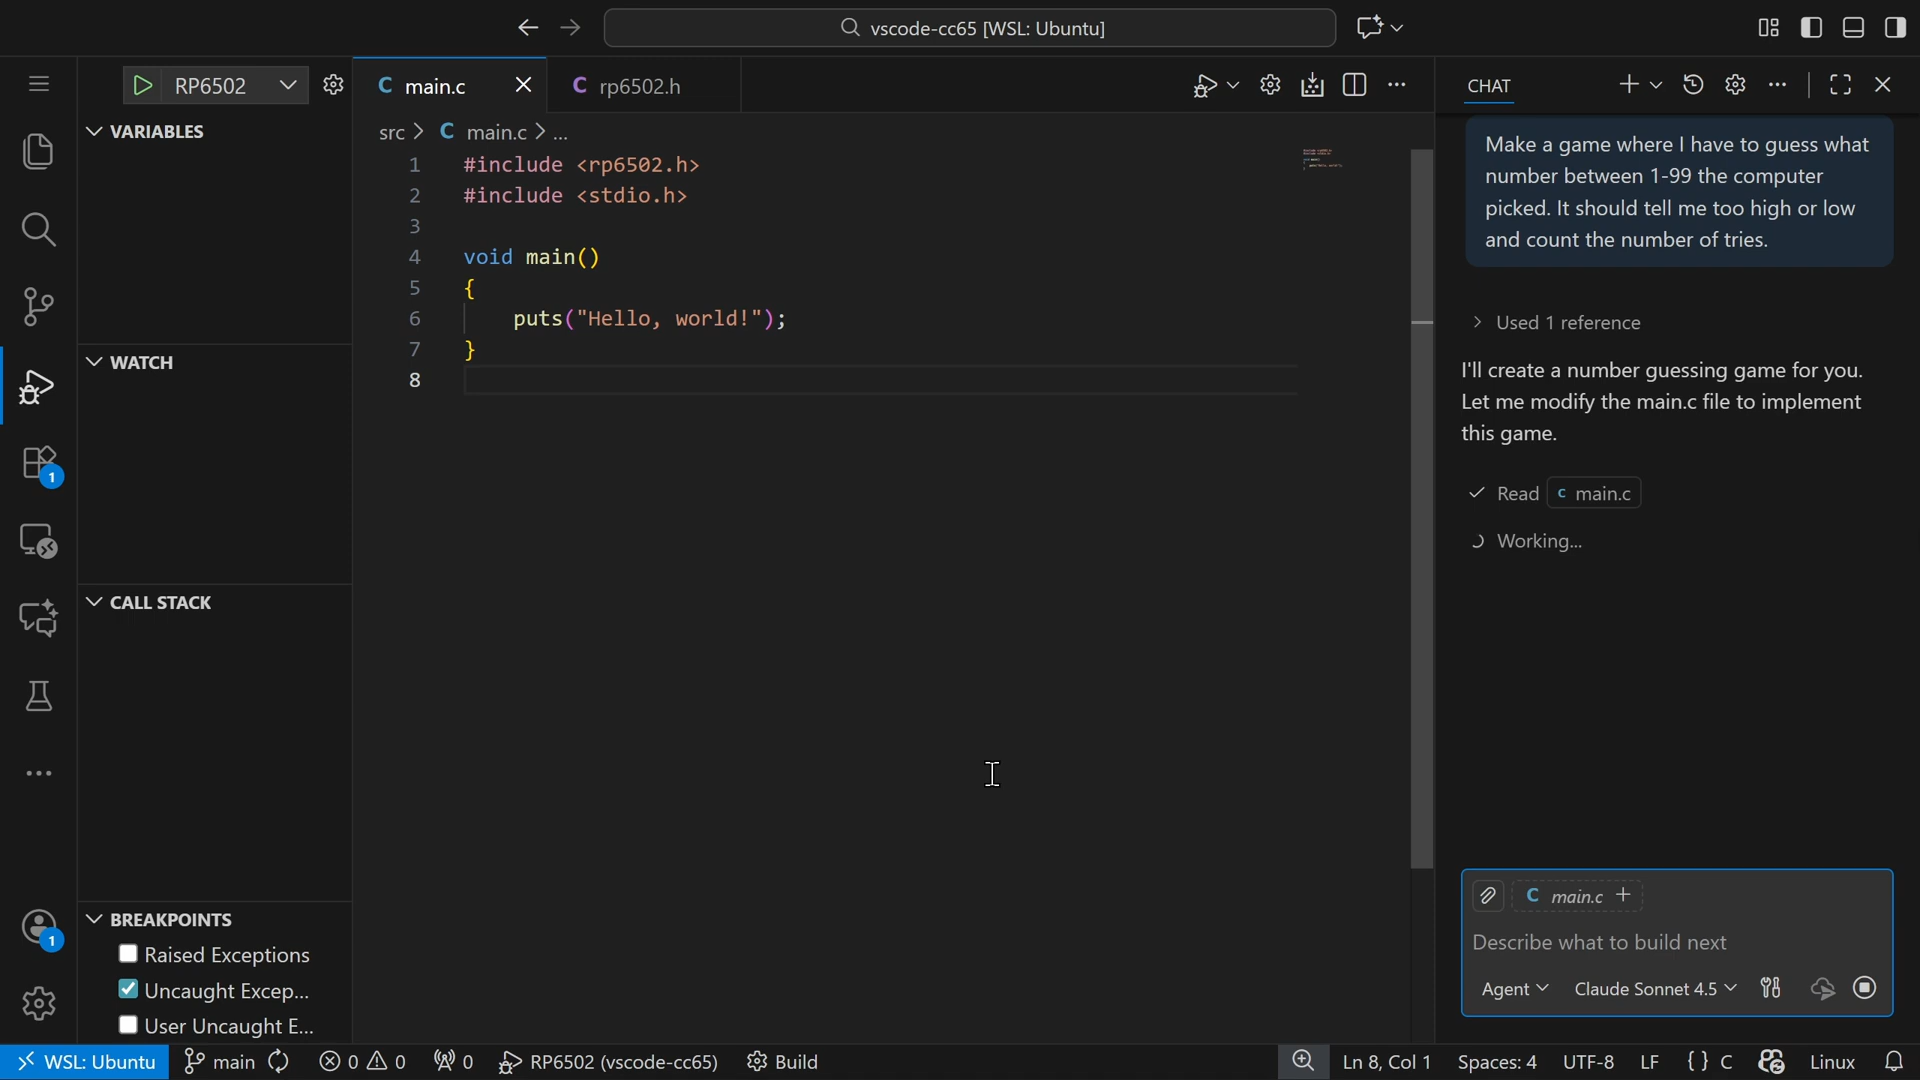 vscode-cc65 [WSL: Ubuntu]
RP6502
VARIABLES
WATCH
CALL STACK
BREAKPOINTS
Raised Exceptions
Uncaught Excep...
User Uncaught E...
1
1
C main.c
C rp6502.h
src > C main.c > ...
1 #include <rp6502.h>
2 #include <stdio.h>
3
4 void main()
5 {
6     puts("Hello, world!");
7 }
8
CHAT
Make a game where I have to guess what
number between 1-99 the computer
picked. It should tell me too high or low
and count the number of tries.
Used 1 reference
I'll create a number guessing game for you.
Let me modify the main.c file to implement
this game.
Read C main.c
Working...
C main.c
Describe what to build next
Agent Claude Sonnet 4.5
WSL: Ubuntu main 0 0 0 RP6502 (vscode-cc65) Build Ln 8, Col 1 Spaces: 4 UTF-8 LF {} C Linux